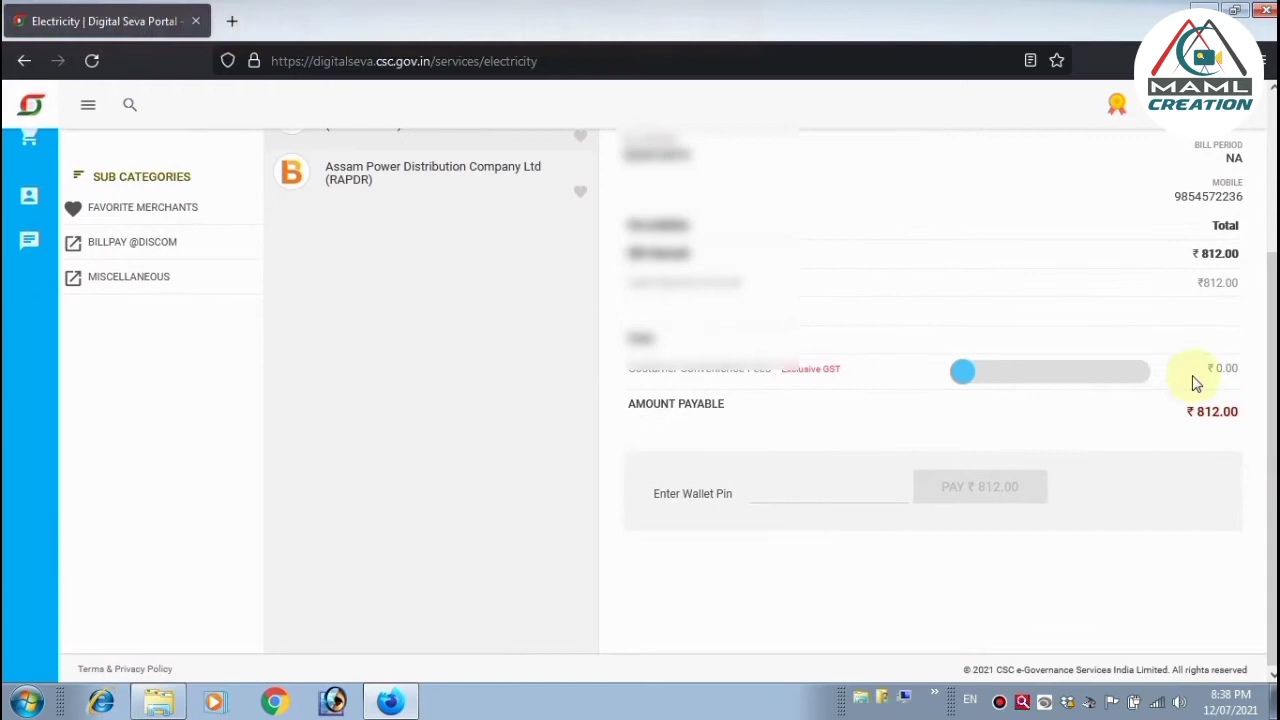 Electricity | Digital Seva Portal -
https://digitalseva.csc.gov.in/services/electricity
MAML
CREATION
SUB CATEGORIES
FAVORITE MERCHANTS
BILLPAY @DISCOM
MISCELLANEOUS
Assam Power Distribution Company Ltd
(RAPDR)
BILL PERIOD
NA
MOBILE
9854572236
Total
₹ 812.00
₹812.00
Exclusive GST
₹ 0.00
AMOUNT PAYABLE
₹ 812.00
Enter Wallet Pin
PAY ₹ 812.00
Terms & Privacy Policy
© 2021 CSC e-Governance Services India Limited. All rights reserved
EN
8:38 PM
12/07/2021